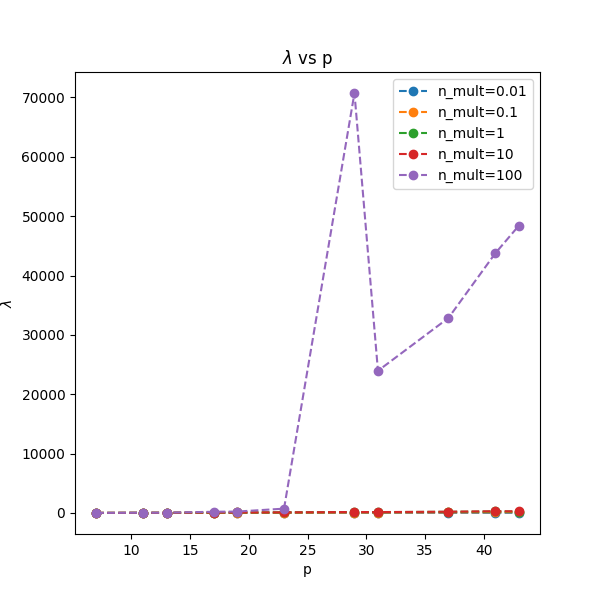 λ vs p
n_mult=0.01
n_mult=0.1
n_mult=1
n_mult=10
n_mult=100
70000
60000
50000
40000
30000
20000
10000
0
λ
10 15 20 25 30 35 40
p